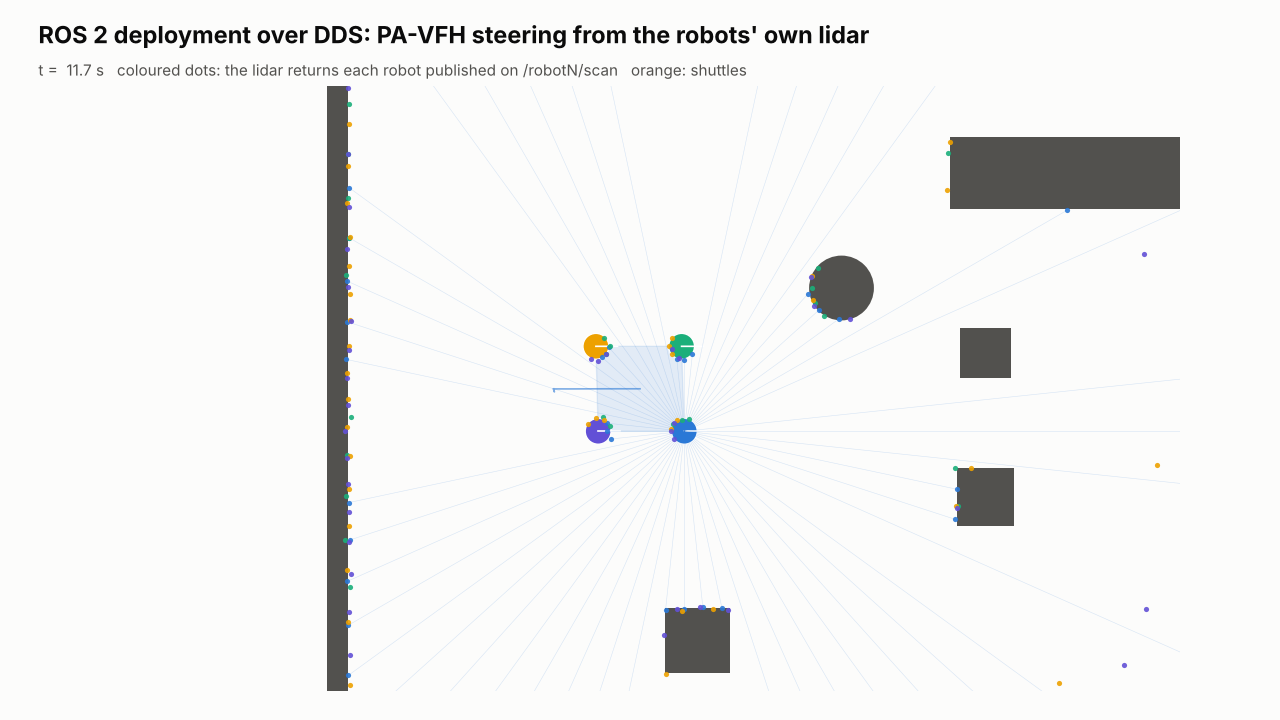 ROS 2 deployment over DDS: PA-VFH steering from the robots' own lidar
t =  11.7 s   coloured dots: the lidar returns each robot published on /robotN/scan   orange: shuttles